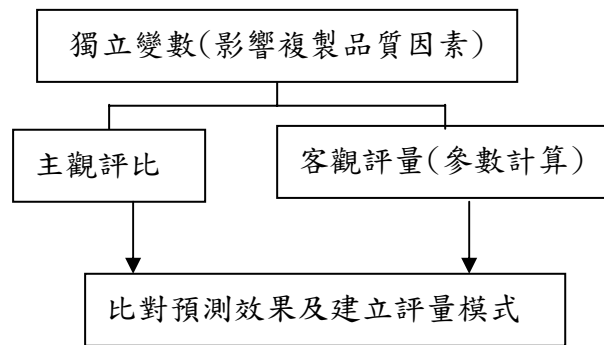 獨立變數(影響複製品質因素)
主觀評比
客觀評量(參數計算)
比對預測效果及建立評量模式